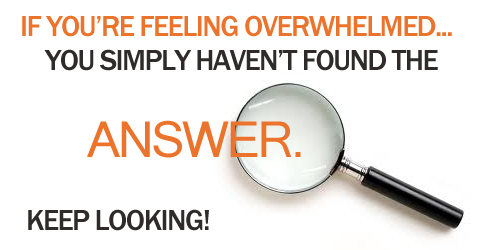 IF YOU'RE FEELING OVERWHELMED...
YOU SIMPLY HAVEN'T FOUND THE
ANSWER.
KEEP LOOKING!